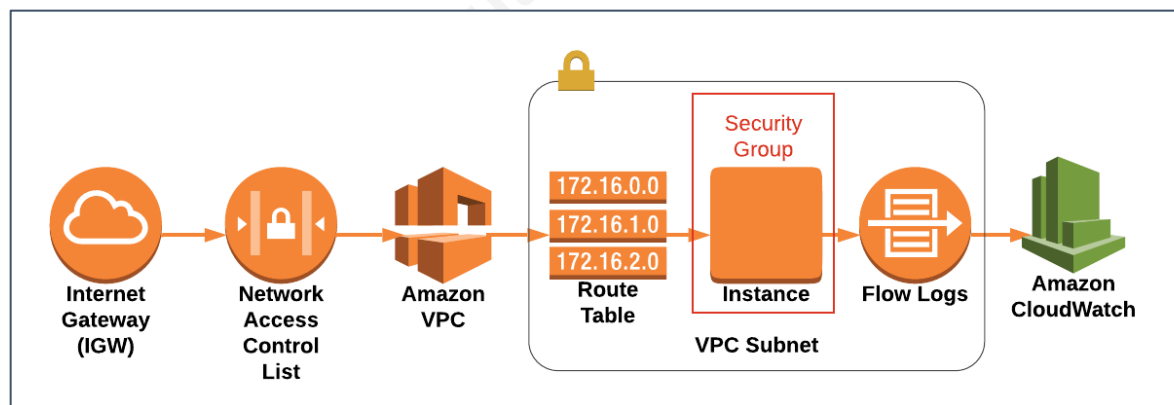 Security
Group
172.16.0.0
172.16.1.0
172.16.2.0
Internet
Gateway
(IGW)
Network
Access
Control
List
Amazon
VPC
Route
Table
Instance
Flow Logs
Amazon
CloudWatch
VPC Subnet